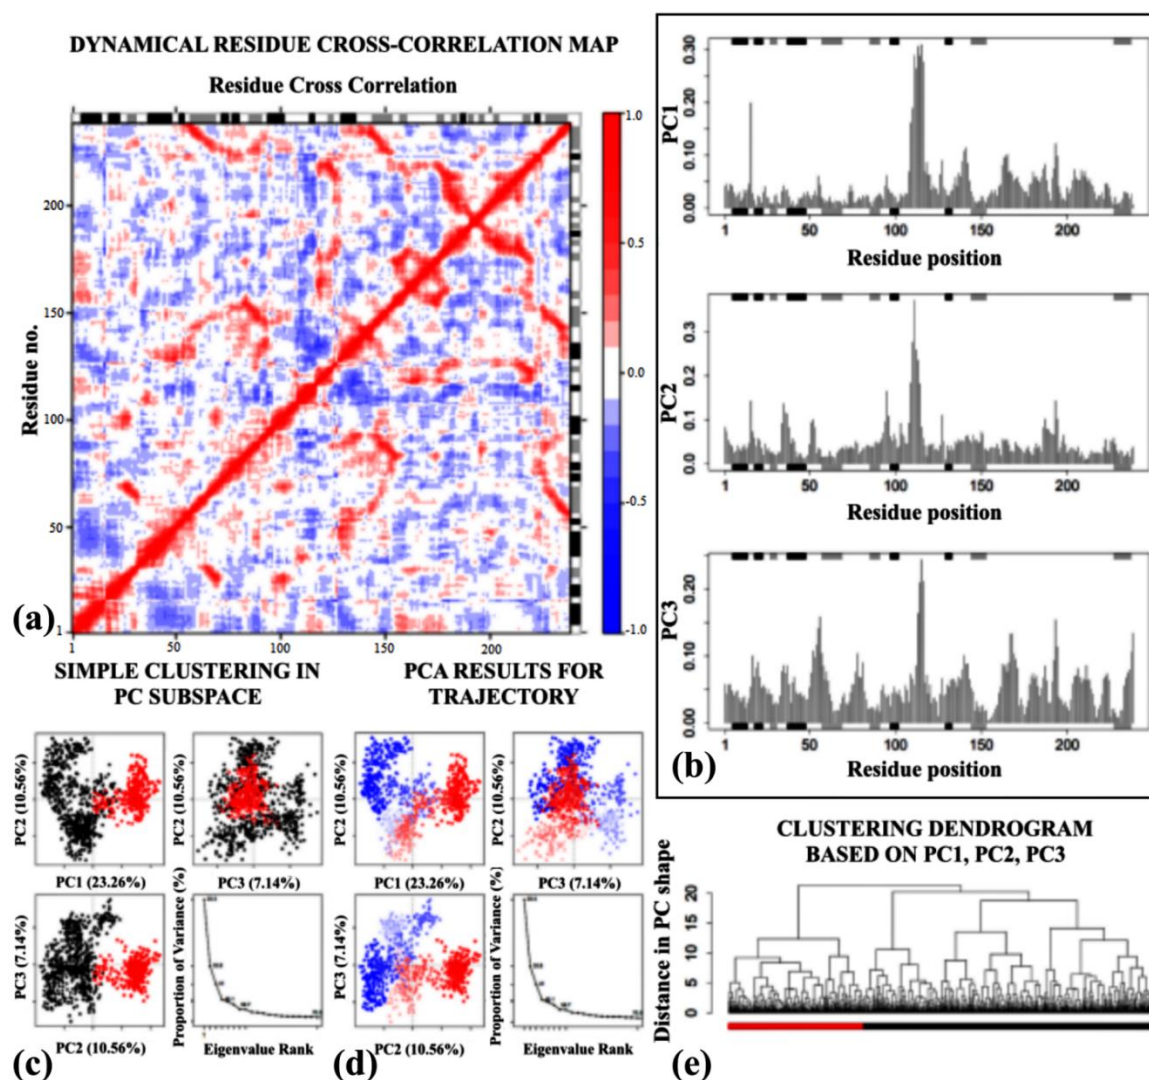 DYNAMICAL RESIDUE CROSS-CORRELATION MAP
Residue Cross Correlation
Residue no.
200
150
100
50
1
1
50
100
150
200
1.0
0.5
0.0
-0.5
-1.0
(a)
PC1
0.30
0.20
0.10
0.00
1
50
100
150
200
Residue position
PC2
0.3
0.2
0.1
0.0
1
50
100
150
200
Residue position
PC3
0.20
0.10
0.00
1
50
100
150
200
Residue position
(b)
SIMPLE CLUSTERING IN
PC SUBSPACE
PC2 (10.56%)
PC1 (23.26%)
PC2 (10.56%)
PC3 (7.14%)
PC3 (7.14%)
PC2 (10.56%)
Proportion of Variance (%)
Eigenvalue Rank
(c)
PCA RESULTS FOR
TRAJECTORY
PC2 (10.56%)
PC1 (23.26%)
PC2 (10.56%)
PC3 (7.14%)
PC3 (7.14%)
PC2 (10.56%)
Proportion of Variance (%)
Eigenvalue Rank
(d)
CLUSTERING DENDROGRAM
BASED ON PC1, PC2, PC3
Distance in PC shape
20
15
10
5
0
(e)